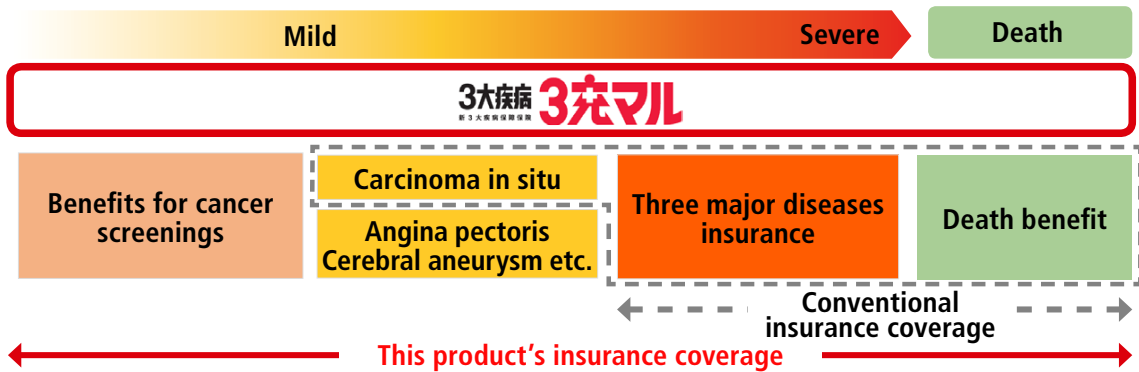 Mild
Severe
Death
3大疾病
新3大疾病保障保険
3充マル
Benefits for cancer
screenings
Carcinoma in situ
Angina pectoris
Cerebral aneurysm etc.
Three major diseases
insurance
Death benefit
Conventional
insurance coverage
This product's insurance coverage